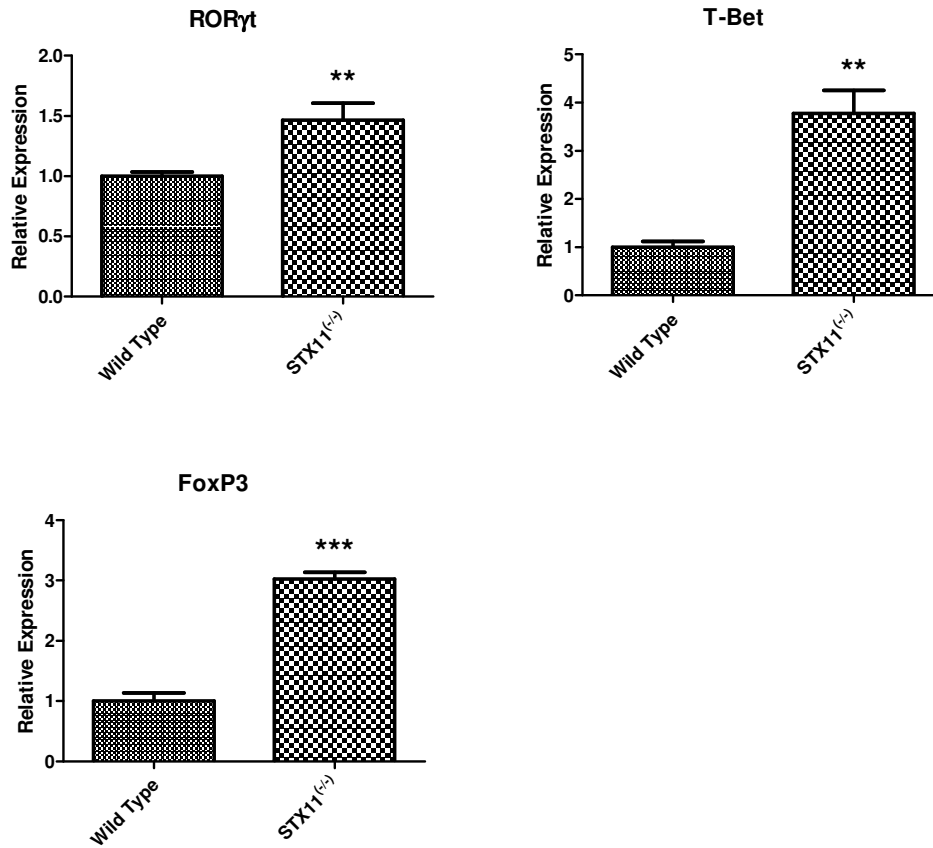 RORγt
Relative Expression
2.0
1.5
1.0
0.5
0.0
**
Wild Type
STX11(-/-)
T-Bet
Relative Expression
5
4
3
2
1
0
**
Wild Type
STX11(-/-)
FoxP3
Relative Expression
4
3
2
1
0
***
Wild Type
STX11(-/-)